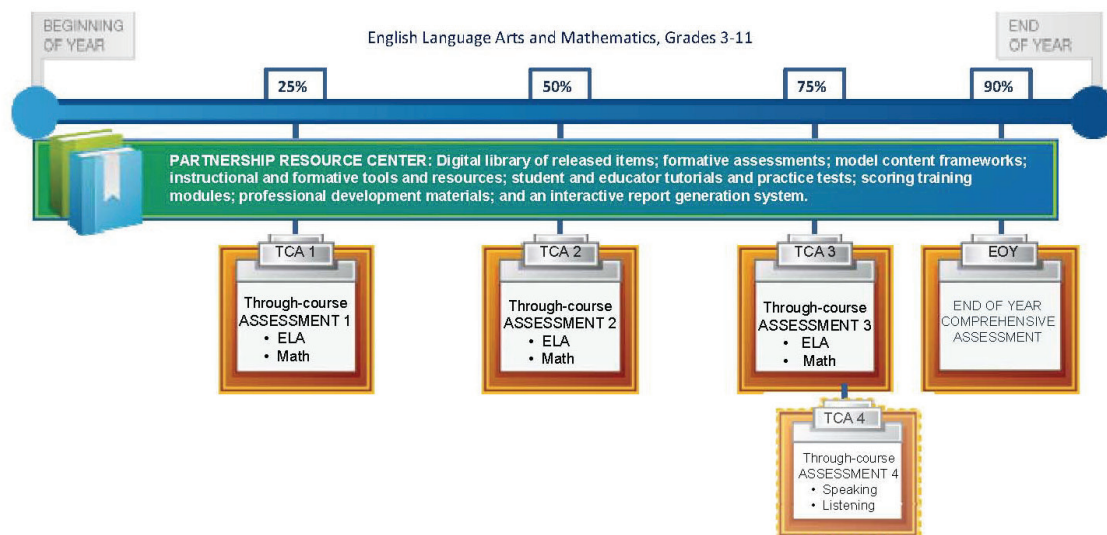 BEGINNING
OF YEAR
English Language Arts and Mathematics, Grades 3-11
END
OF YEAR
25%
50%
75%
90%
PARTNERSHIP RESOURCE CENTER: Digital library of released items; formative assessments; model content frameworks;
instructional and formative tools and resources; student and educator tutorials and practice tests; scoring training
modules; professional development materials; and an interactive report generation system.
TCA 1
Through-course
ASSESSMENT 1
• ELA
• Math
TCA 2
Through-course
ASSESSMENT 2
• ELA
• Math
TCA 3
Through-course
ASSESSMENT 3
• ELA
• Math
EOY
END OF YEAR
COMPREHENSIVE
ASSESSMENT
TCA 4
Through-course
ASSESSMENT 4
• Speaking
• Listening